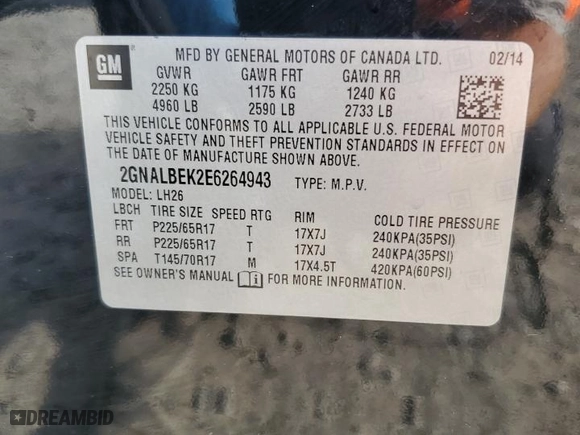 GM
MFD BY GENERAL MOTORS OF CANADA LTD. 02/14
GVWR GAWR FRT GAWR RR
2250 KG 1175 KG 1240 KG
4960 LB 2590 LB 2733 LB
THIS VEHICLE CONFORMS TO ALL APPLICABLE U.S. FEDERAL MOTOR
VEHICLE SAFETY AND THEFT PREVENTION STANDARDS IN EFFECT ON THE DATE
OF MANUFACTURE SHOWN ABOVE.
2GNALBEK2E6264943 TYPE: M.P.V.
MODEL: LH26
LBCH TIRE SIZE SPEED RTG RIM COLD TIRE PRESSURE
FRT P225/65R17 T 17X7J 240KPA(35PSI)
RR P225/65R17 T 17X7J 240KPA(35PSI)
SPA T145/70R17 M 17X4.5T 420KPA(60PSI)
SEE OWNER'S MANUAL FOR MORE INFORMATION.
DREAMBID